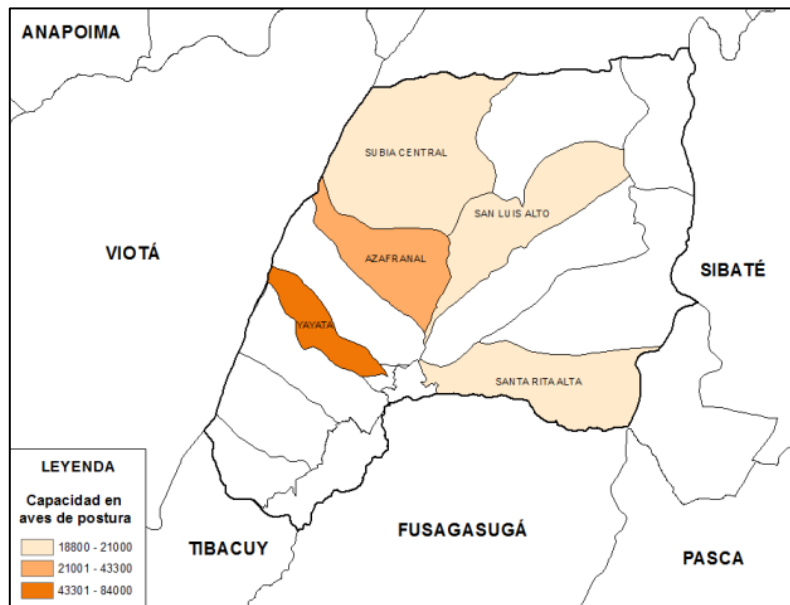 ANAPOIMA
SUBIA CENTRAL
SAN LUIS ALTO
VIOTÁ
AZAFRANAL
SIBATÉ
YAYATA
SANTA RITA ALTA
LEYENDA
Capacidad en
aves de postura
18800 - 21000
21001 - 43300
43301 - 84000
TIBACUY
FUSAGASUGÁ
PASCA